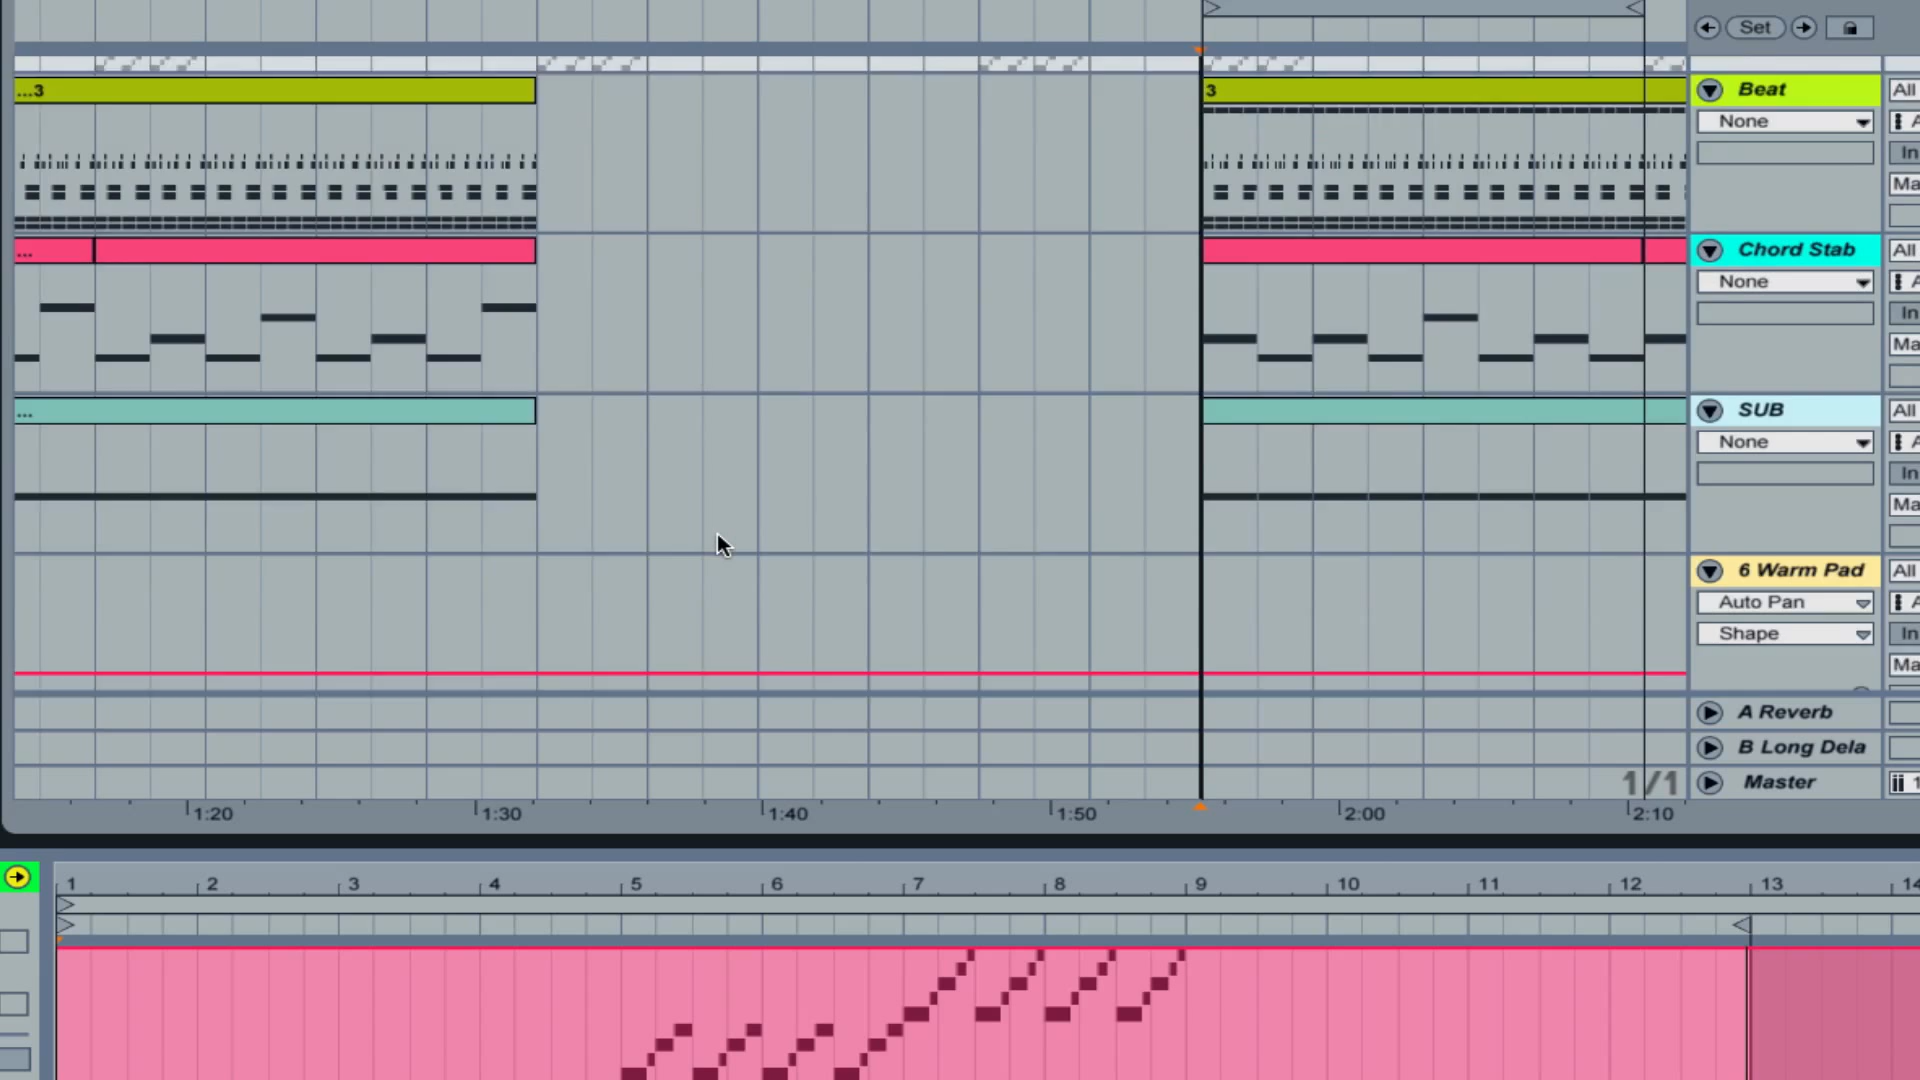 Set
...3
3
Beat
All
None
A
In
Ma
...
Chord Stab
All
None
A
In
Ma
...
SUB
All
None
A
In
Ma
6 Warm Pad
All
Auto Pan
A
Shape
In
Ma
A Reverb
B Long Dela
1/1
Master
1
1:20 1:30 1:40 1:50 2:00 2:10
1 2 3 4 5 6 7 8 9 10 11 12 13 14